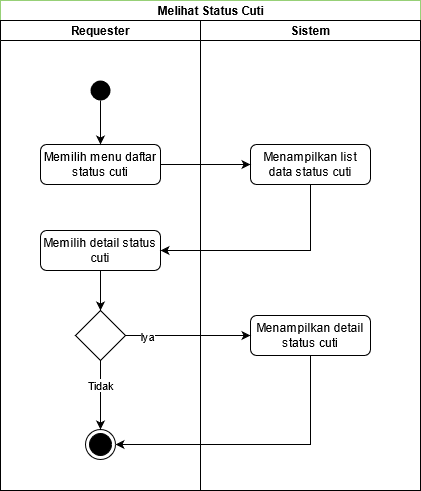 Melihat Status Cuti
Requester
Sistem
Memilih menu daftar
status cuti
Menampilkan list
data status cuti
Memilih detail status
cuti
Iya
Menampilkan detail
status cuti
Tidak